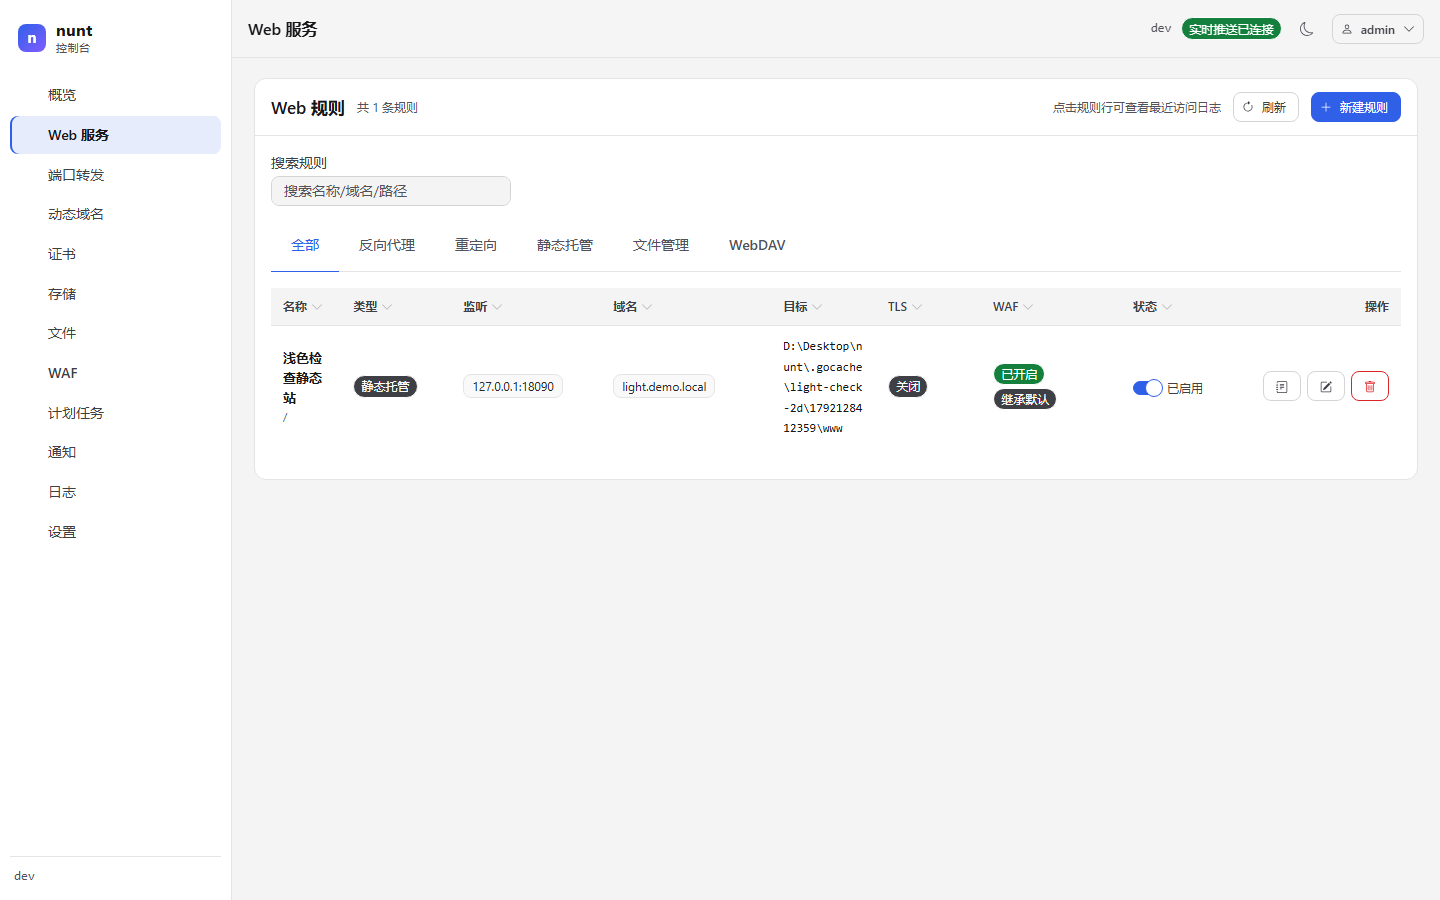 n
nunt
控制台
概览
Web 服务
端口转发
动态域名
证书
存储
文件
WAF
计划任务
通知
日志
设置
dev
Web 服务
dev
实时推送已连接
admin
Web 规则
共 1 条规则
点击规则行可查看最近访问日志
刷新
新建规则
搜索规则
搜索名称/域名/路径
全部
反向代理
重定向
静态托管
文件管理
WebDAV
名称
类型
监听
域名
目标
TLS
WAF
状态
操作
浅色检
查静态
站
/
静态托管
127.0.0.1:18090
light.demo.local
D:\Desktop\n
unt\.gocache
\light-check
-2d\17921284
12359\www
关闭
已开启
继承默认
已启用